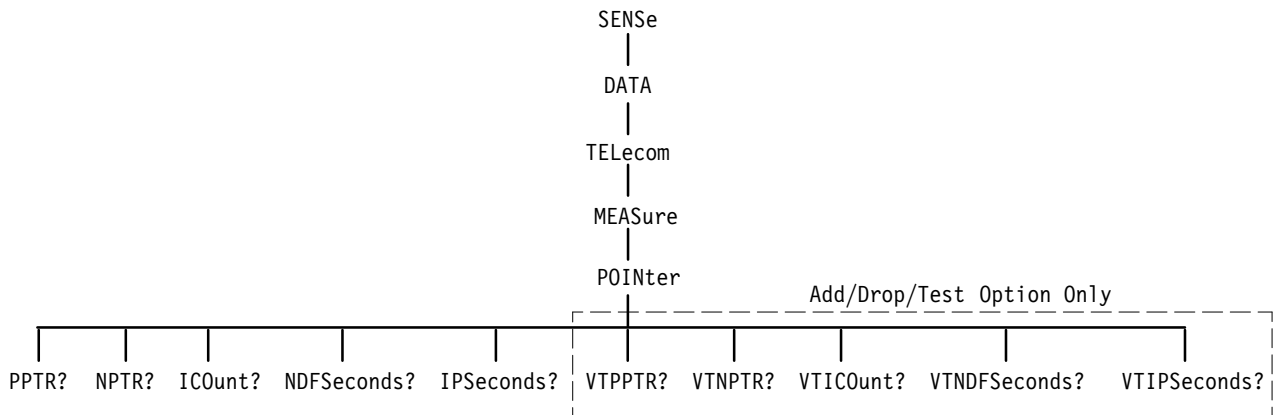 SENSe
DATA
TELecom
MEASure
POINter
Add/Drop/Test Option Only
PPTR? NPTR? ICOunt? NDFSeconds? IPSeconds? VTPPTR? VTNPTR? VTICOunt? VTNDFSeconds? VTIPSeconds?